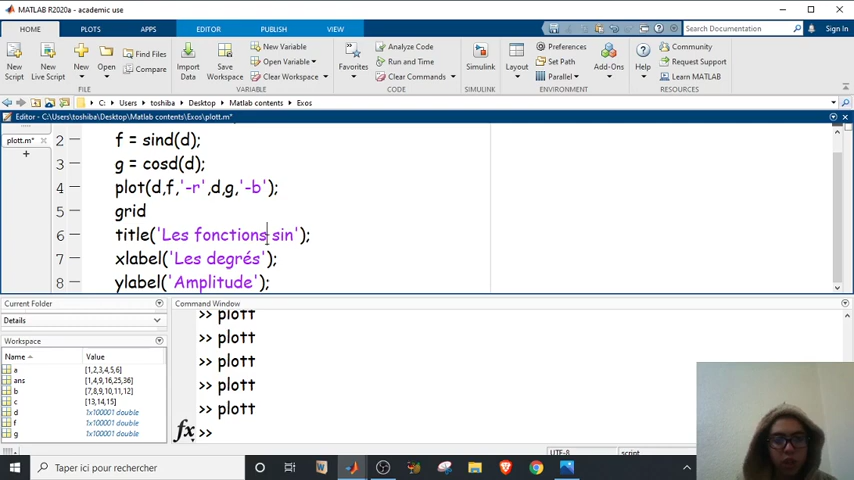 MATLAB R2020a - academic use
HOME PLOTS APPS EDITOR PUBLISH VIEW Search Documentation Sign In
New Script New Live Script New Open Find Files Compare Import Data Save Workspace New Variable Open Variable Clear Workspace Favorites Analyze Code Run and Time Clear Commands Simulink Layout Preferences Set Path Parallel Add-Ons Help Community Request Support Learn MATLAB
FILE VARIABLE CODE SIMULINK ENVIRONMENT RESOURCES
C: Users toshiba Desktop Matlab contents Exos
Editor - C:\Users\toshiba\Desktop\Matlab contents\Exos\plott.m*
plott.m*
2 f = sind(d);
3 g = cosd(d);
4 plot(d,f,'-r',d,g,'-b');
5 grid
6 title('Les fonctions sin');
7 xlabel('Les degrés');
8 ylabel('Amplitude');
Current Folder
Details
Workspace
Name Value
a [1,2,3,4,5,6]
ans [1,4,9,16,25,36]
b [7,8,9,10,11,12]
c [13,14,15]
d 1x100001 double
f 1x100001 double
g 1x100001 double
Command Window
>> plott
>> plott
>> plott
>> plott
>> plott
fx >>
UTF-8 script
Taper ici pour rechercher